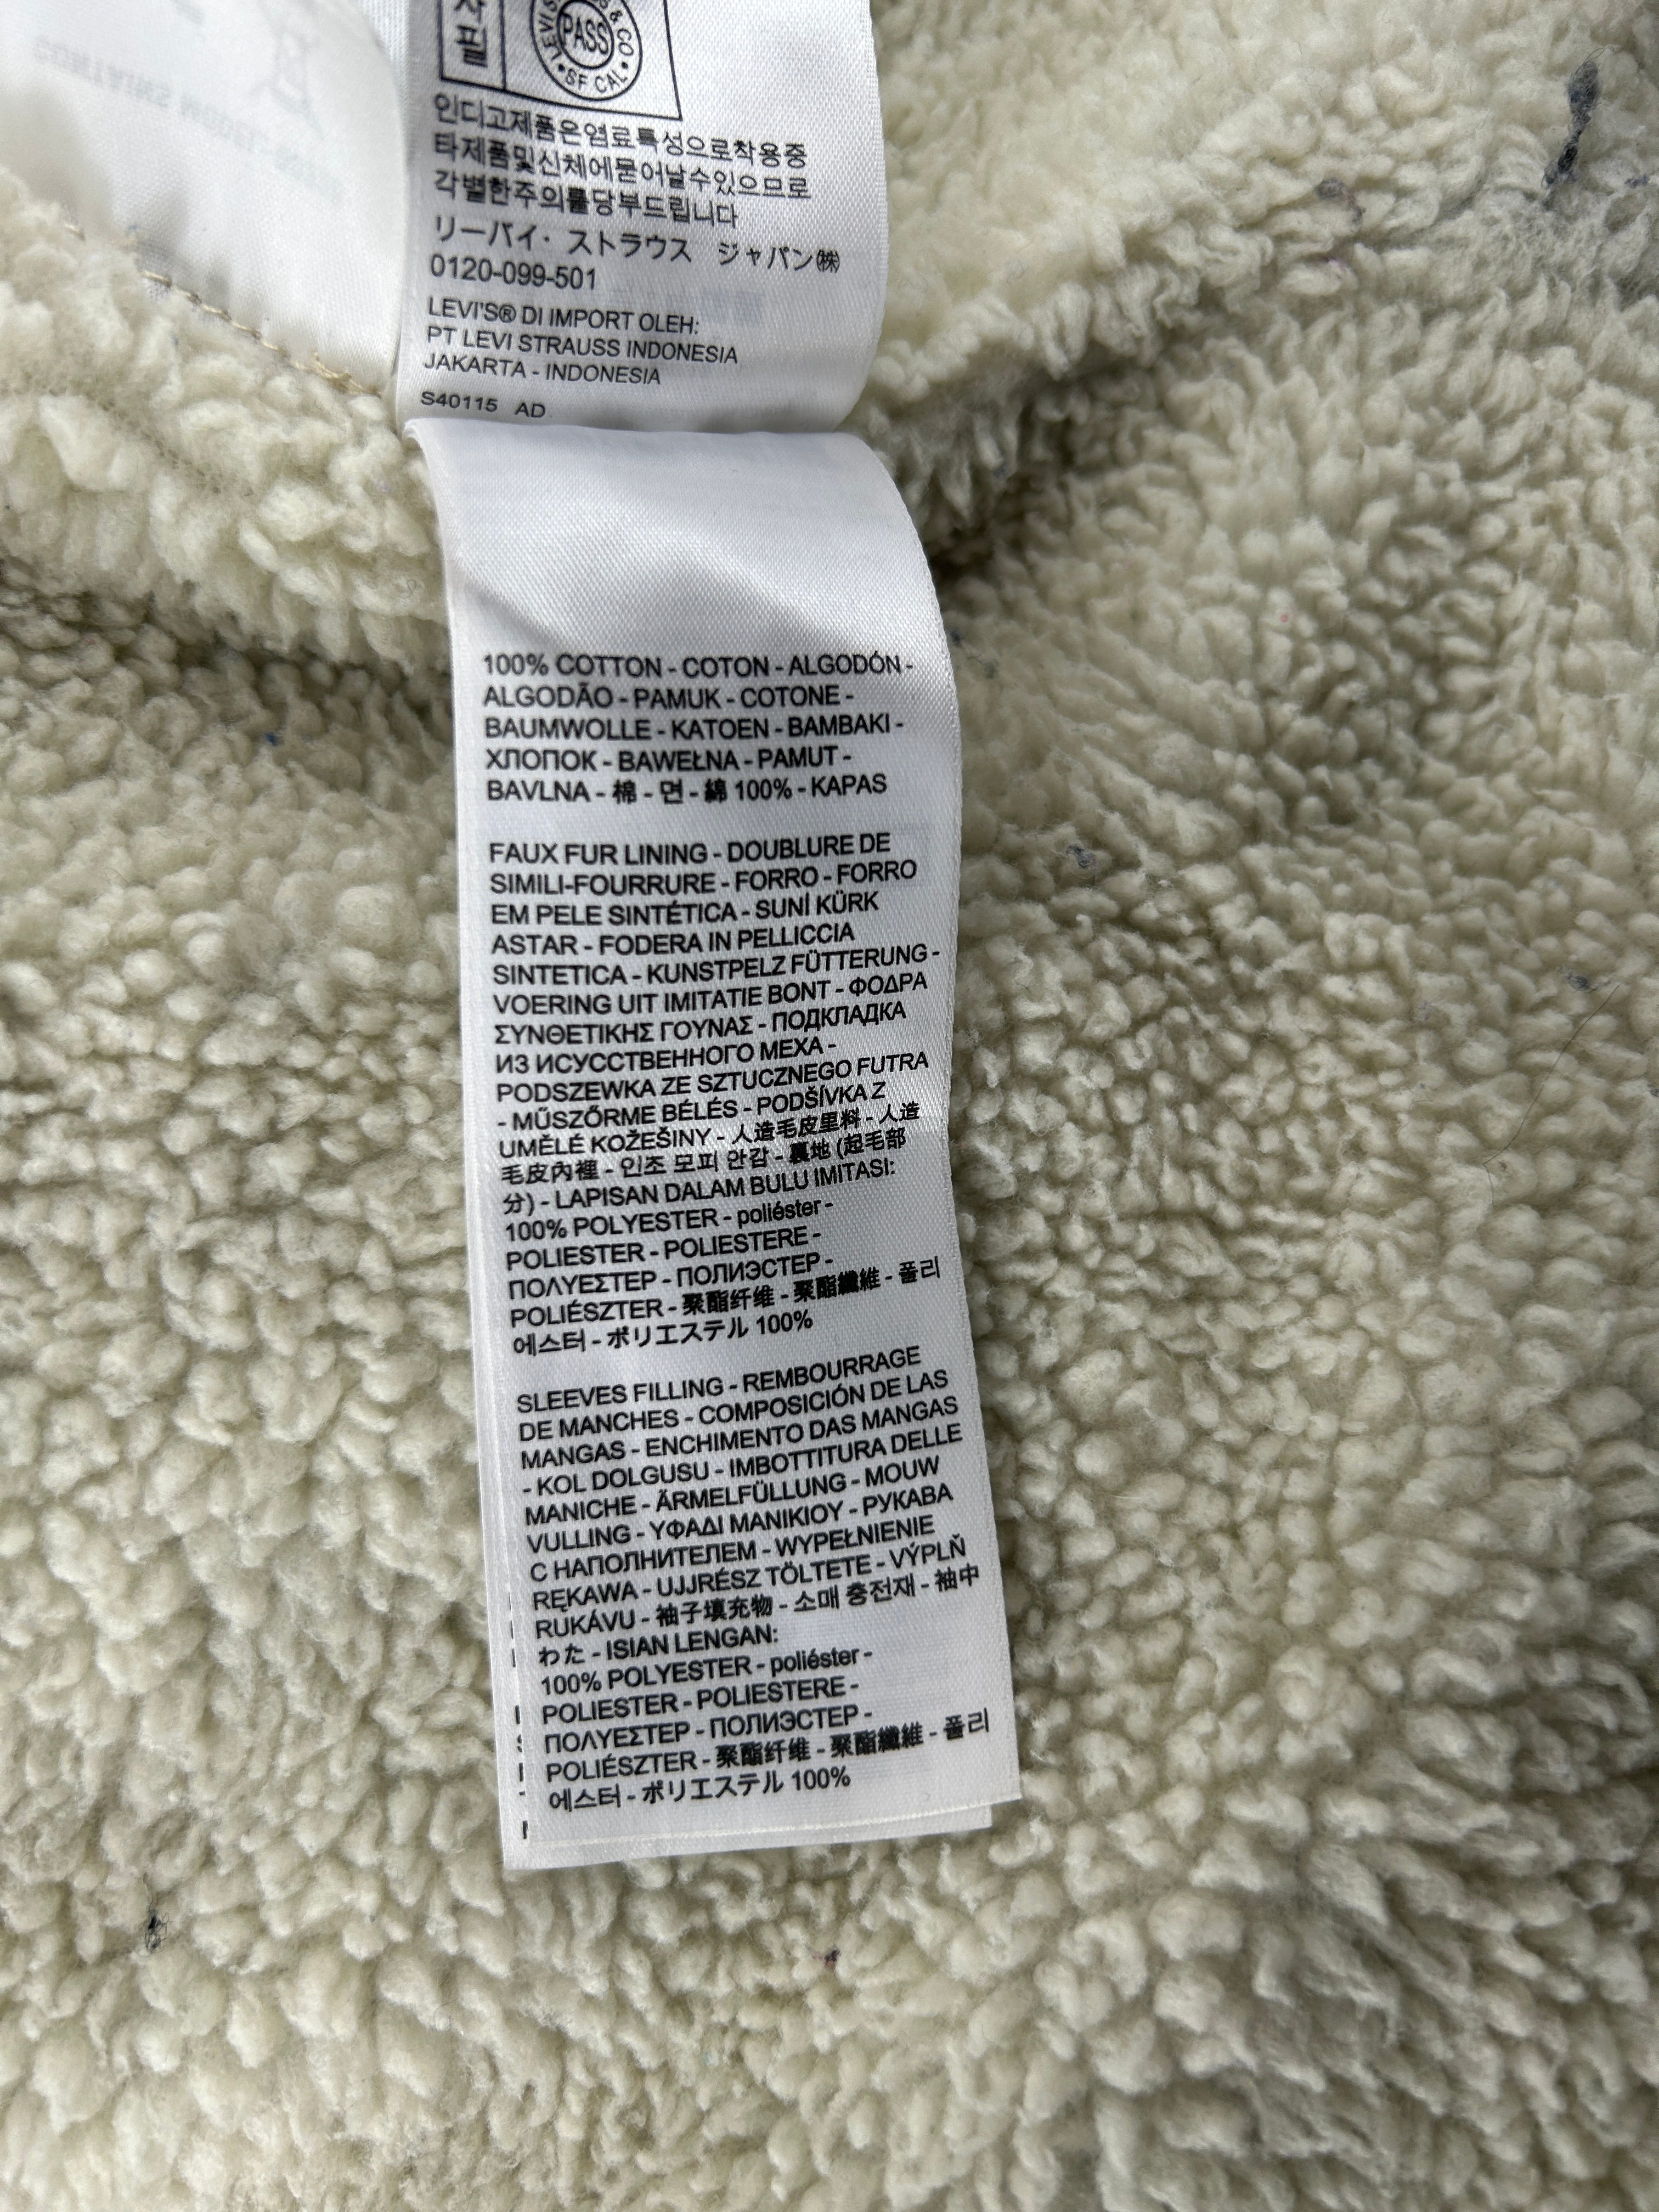 사필
LEVIS & CO SF CAL
PASS
인디고제품은염료특성으로착용중
타제품및신체에묻어날수있으므로
각별한주의를당부드립니다
リーバイ・ストラウス ジャパン㈱
0120-099-501
LEVI'S® DI IMPORT OLEH:
PT LEVI STRAUSS INDONESIA
JAKARTA - INDONESIA
S40115 AD
100% COTTON - COTON - ALGODÓN -
ALGODÃO - PAMUK - COTONE -
BAUMWOLLE - KATOEN - BAMBAKI -
ХЛОПОК - BAWEŁNA - PAMUT -
BAVLNA - 棉 - 면 - 綿 100% - KAPAS
FAUX FUR LINING - DOUBLURE DE
SIMILI-FOURRURE - FORRO - FORRO
EM PELE SINTÉTICA - SUNİ KÜRK
ASTAR - FODERA IN PELLICCIA
SINTETICA - KUNSTPELZ FÜTTERUNG -
VOERING UIT IMITATIE BONT - ΦΟΔΡΑ
ΣΥΝΘΕΤΙΚΗΣ ΓΟΥΝΑΣ - ПОДКЛАДКА
ИЗ ИСУССТВЕННОГО МЕХА -
PODSZEWKA ZE SZTUCZNEGO FUTRA
- MŰSZŐRME BÉLÉS - PODŠÍVKA Z
UMĚLÉ KOŽEŠINY - 人造毛皮里料 - 人造
毛皮內裡 - 인조 모피 안감 - 裏地 (起毛部
分) - LAPISAN DALAM BULU IMITASI:
100% POLYESTER - poliéster -
POLIESTER - POLIESTERE -
ΠΟΛΥΕΣΤΕΡ - ПОЛИЭСТЕР -
POLIÉSZTER - 聚酯纤维 - 聚酯纖維 - 폴리
에스터 - ポリエステル 100%
SLEEVES FILLING - REMBOURRAGE
DE MANCHES - COMPOSICIÓN DE LAS
MANGAS - ENCHIMENTO DAS MANGAS
- KOL DOLGUSU - IMBOTTITURA DELLE
MANICHE - ÄRMELFÜLLUNG - MOUW
VULLING - ΥΦΑΔΙ ΜΑΝΙΚΙΟΥ - РУКАВА
С НАПОЛНИТЕЛЕМ - WYPEŁNIENIE
RĘKAWA - UJJRÉSZ TÖLTETE - VÝPLŇ
RUKÁVU - 袖子填充物 - 소매 충전재 - 袖中
わた - ISIAN LENGAN:
100% POLYESTER - poliéster -
POLIESTER - POLIESTERE -
ΠΟΛΥΕΣΤΕΡ - ПОЛИЭСТЕР -
POLIÉSZTER - 聚酯纤维 - 聚酯纖維 - 폴리
에스터 - ポリエステル 100%